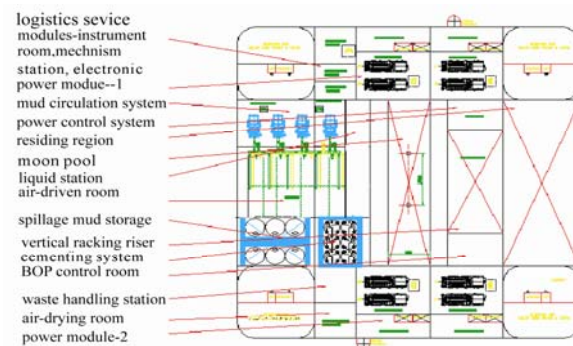 logistics sevice
modules-instrument
room,mechnism
station, electronic
power modue--1
mud circulation system
power control system
residing region
moon pool
liquid station
air-driven room
spillage mud storage
vertical racking riser
cementing system
BOP control room
waste handling station
air-drying room
power module-2